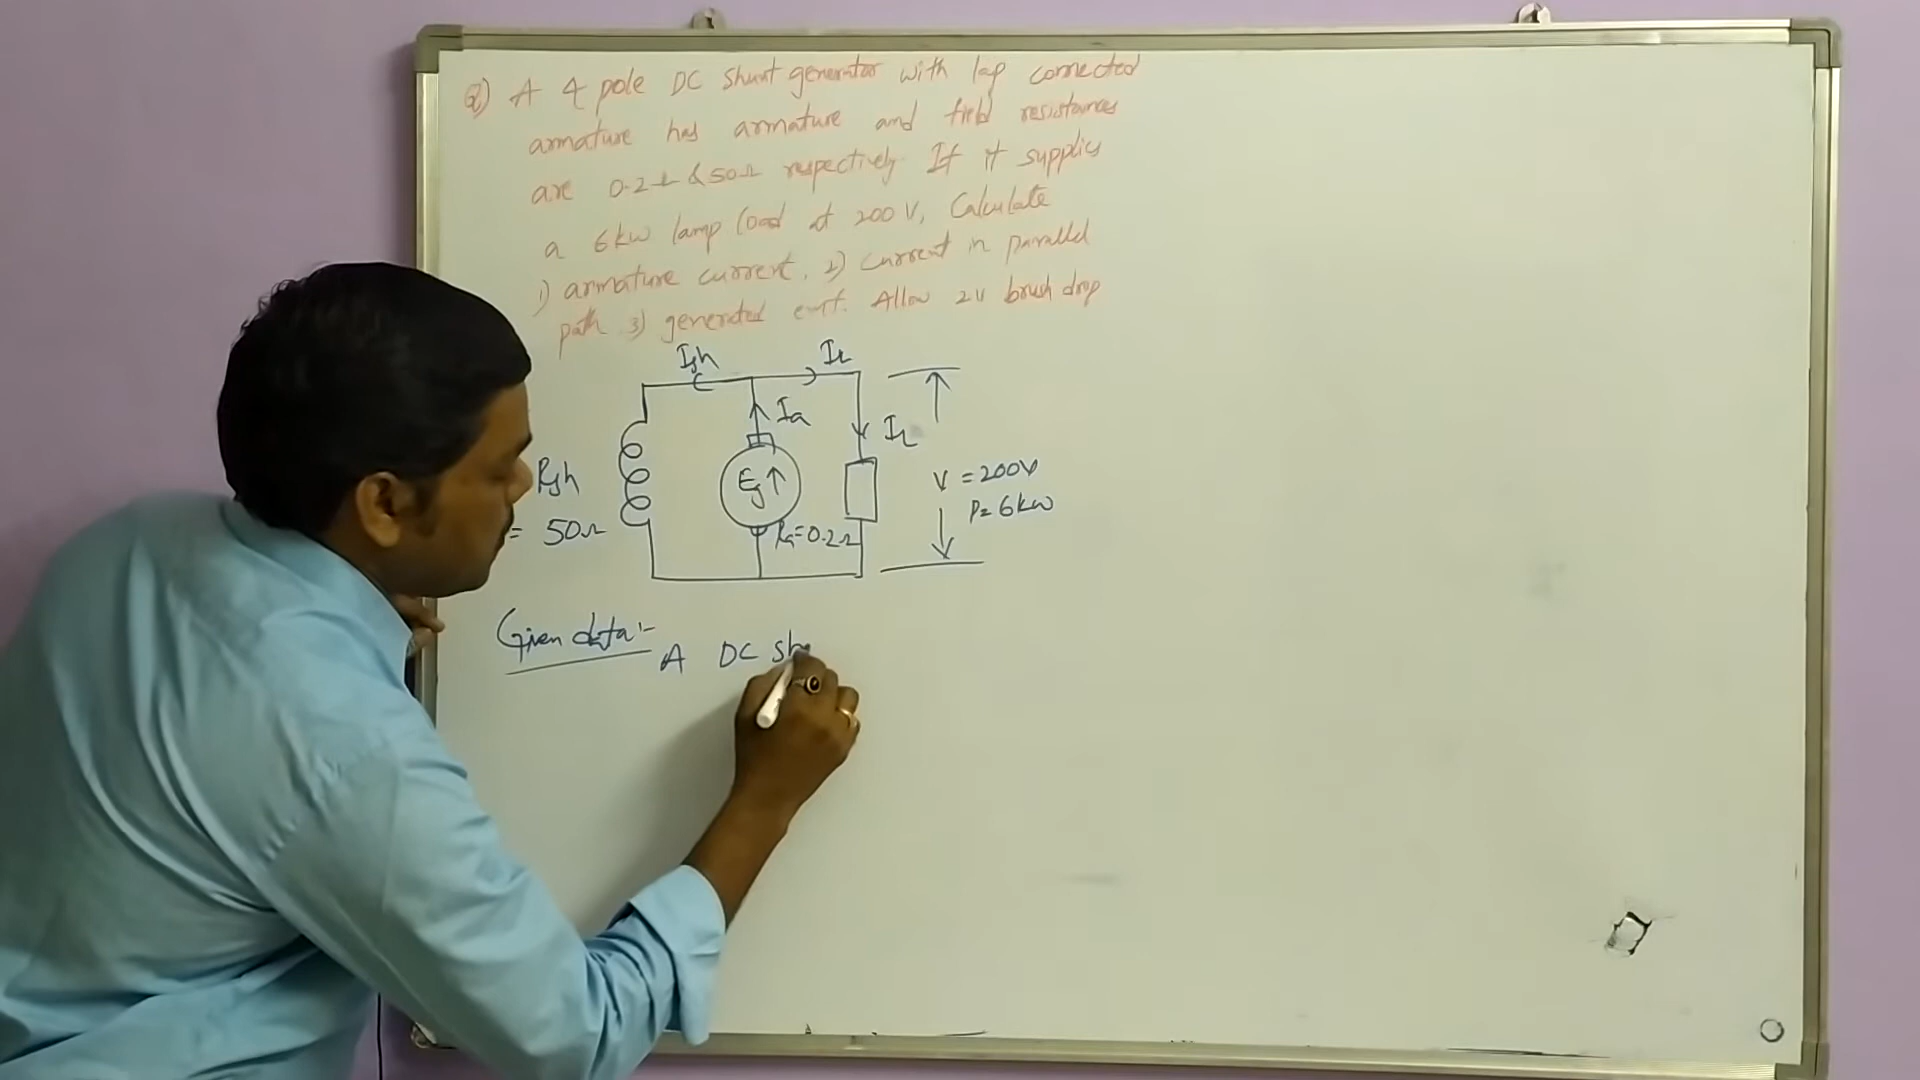 Q) A 4 pole DC shunt generator with lap connected
armature has armature and field resistances
are 0.2Ω & 50Ω respectively. If it supplies
a 6kw lamp load at 200 V, Calculate
1) armature current. 2) current in parallel
path 3) generated emf. Allow 2V brush drop
Ish
IL
Ia
IL
Eg
Rsh
= 50Ω
Ra=0.2Ω
V = 200V
P= 6kw
Given data:-
A DC sh